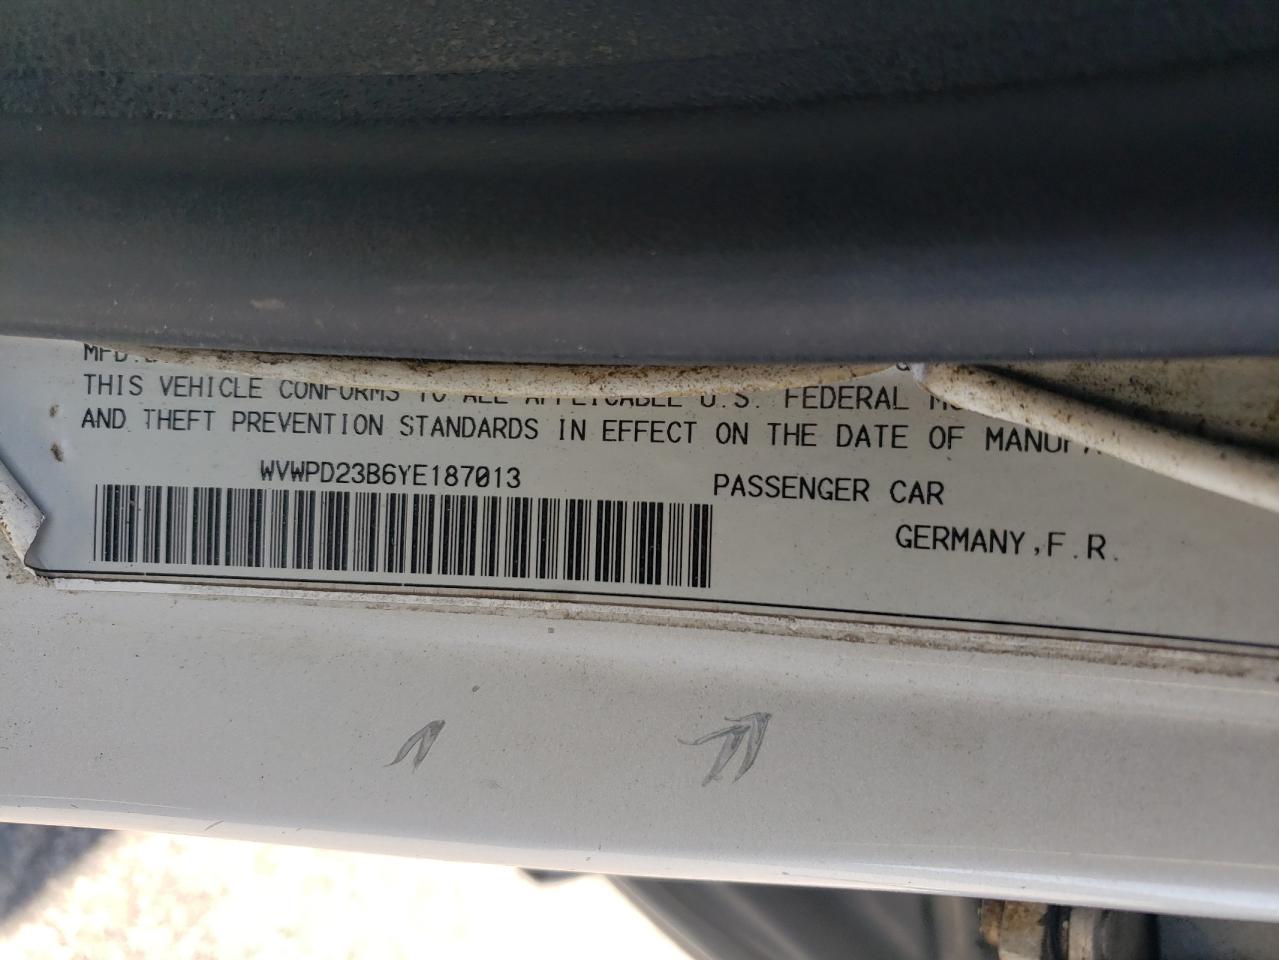 MFD.
THIS VEHICLE CONFORMS TO ALL APPLICABLE U.S. FEDERAL
AND THEFT PREVENTION STANDARDS IN EFFECT ON THE DATE OF
WVWPD23B6YE187013
PASSENGER CAR
GERMANY,F.R.